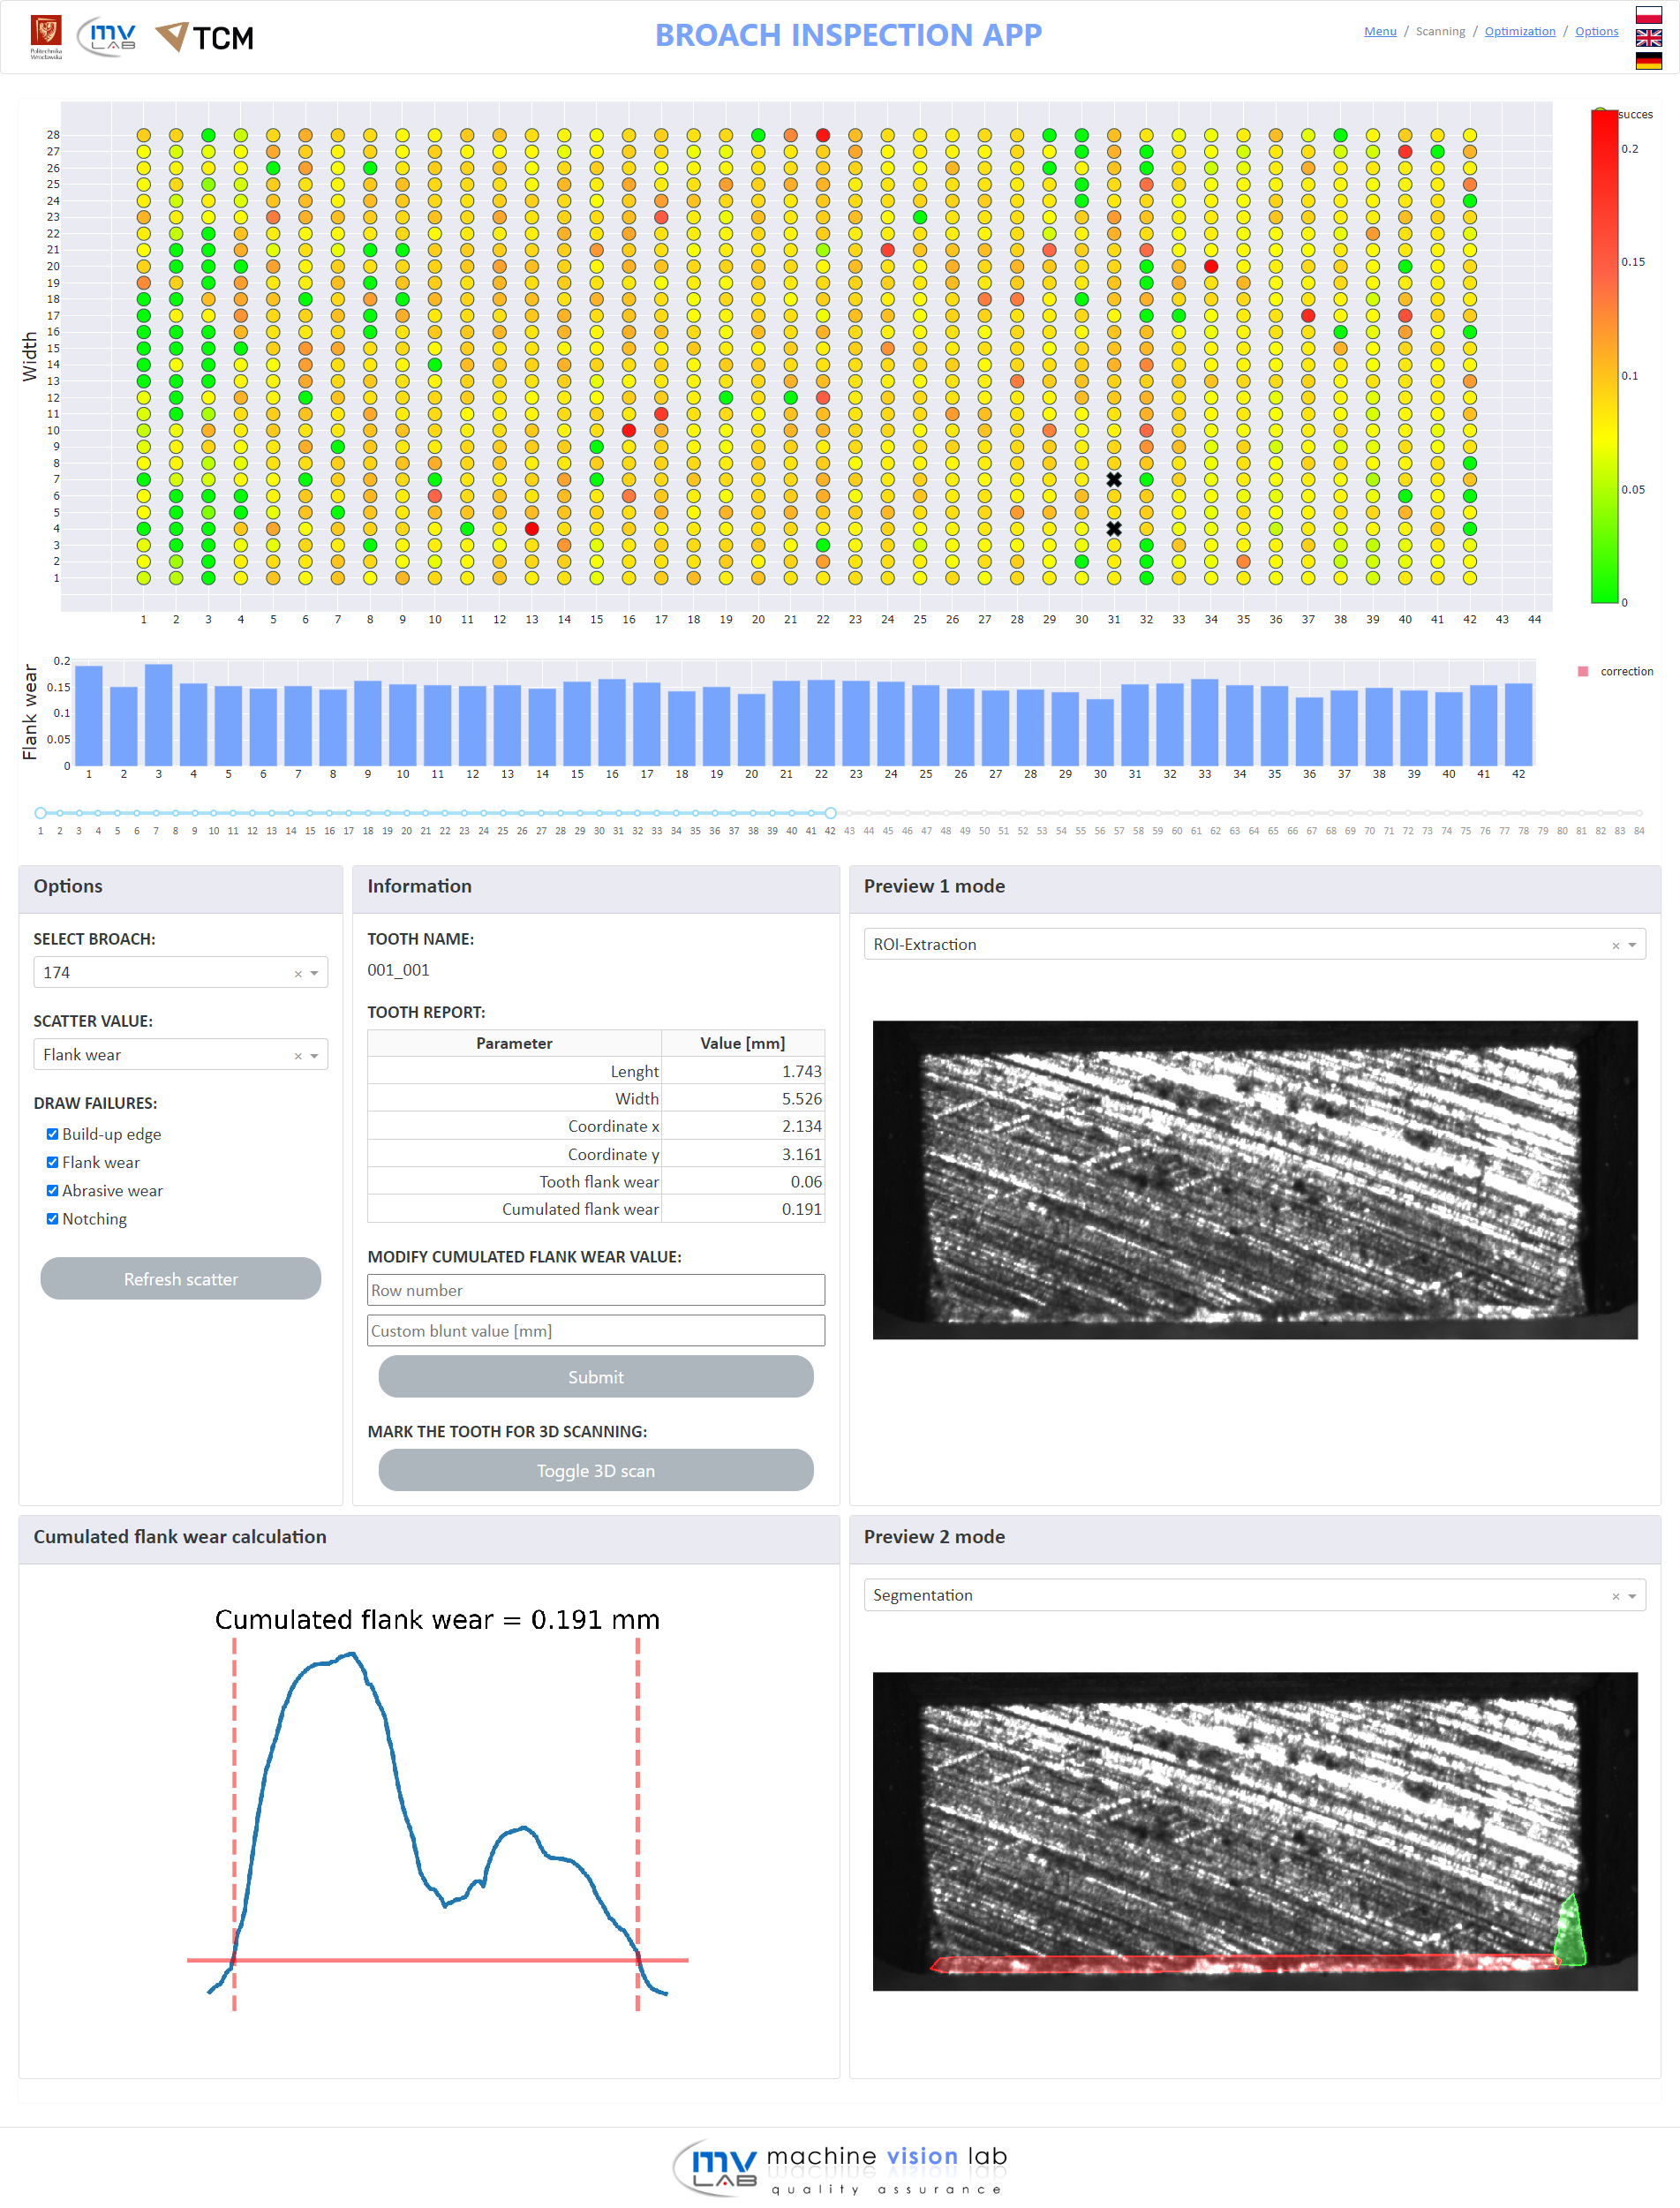 Politechnika
Wrocławska
mv
LAB
TCM
BROACH INSPECTION APP
Menu / Scanning / Optimization / Options
Width
28
27
26
25
24
23
22
21
20
19
18
17
16
15
14
13
12
11
10
9
8
7
6
5
4
3
2
1
1 2 3 4 5 6 7 8 9 10 11 12 13 14 15 16 17 18 19 20 21 22 23 24 25 26 27 28 29 30 31 32 33 34 35 36 37 38 39 40 41 42 43 44
succes
0.2
0.15
0.1
0.05
0
Flank wear
0.2
0.15
0.1
0.05
0
1 2 3 4 5 6 7 8 9 10 11 12 13 14 15 16 17 18 19 20 21 22 23 24 25 26 27 28 29 30 31 32 33 34 35 36 37 38 39 40 41 42
correction
1 2 3 4 5 6 7 8 9 10 11 12 13 14 15 16 17 18 19 20 21 22 23 24 25 26 27 28 29 30 31 32 33 34 35 36 37 38 39 40 41 42 43 44 45 46 47 48 49 50 51 52 53 54 55 56 57 58 59 60 61 62 63 64 65 66 67 68 69 70 71 72 73 74 75 76 77 78 79 80 81 82 83 84
Options
SELECT BROACH:
174
SCATTER VALUE:
Flank wear
DRAW FAILURES:
Build-up edge
Flank wear
Abrasive wear
Notching
Refresh scatter
Information
TOOTH NAME:
001_001
TOOTH REPORT:
Parameter Value [mm]
Lenght 1.743
Width 5.526
Coordinate x 2.134
Coordinate y 3.161
Tooth flank wear 0.06
Cumulated flank wear 0.191
MODIFY CUMULATED FLANK WEAR VALUE:
Row number
Custom blunt value [mm]
Submit
MARK THE TOOTH FOR 3D SCANNING:
Toggle 3D scan
Preview 1 mode
ROI-Extraction
Cumulated flank wear calculation
Cumulated flank wear = 0.191 mm
Preview 2 mode
Segmentation
mv
LAB
machine vision lab
quality assurance